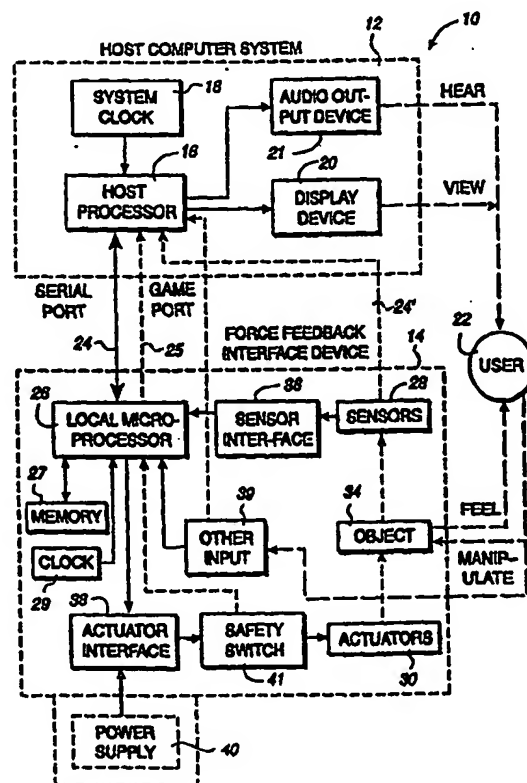 10
HOST COMPUTER SYSTEM
12
SYSTEM
CLOCK
18
AUDIO OUT-
PUT DEVICE
HEAR
21
16
20
HOST
PROCESSOR
DISPLAY
DEVICE
VIEW
SERIAL
PORT
GAME
PORT
24'
24
25
FORCE FEEDBACK
INTERFACE DEVICE
14
22
USER
26
LOCAL MICRO-
PROCESSOR
36
SENSOR
INTER-FACE
28
SENSORS
27
MEMORY
39
OTHER
INPUT
34
OBJECT
FEEL
MANIP-
ULATE
CLOCK
29
38
ACTUATOR
INTERFACE
SAFETY
SWITCH
41
ACTUATORS
30
POWER
SUPPLY
40